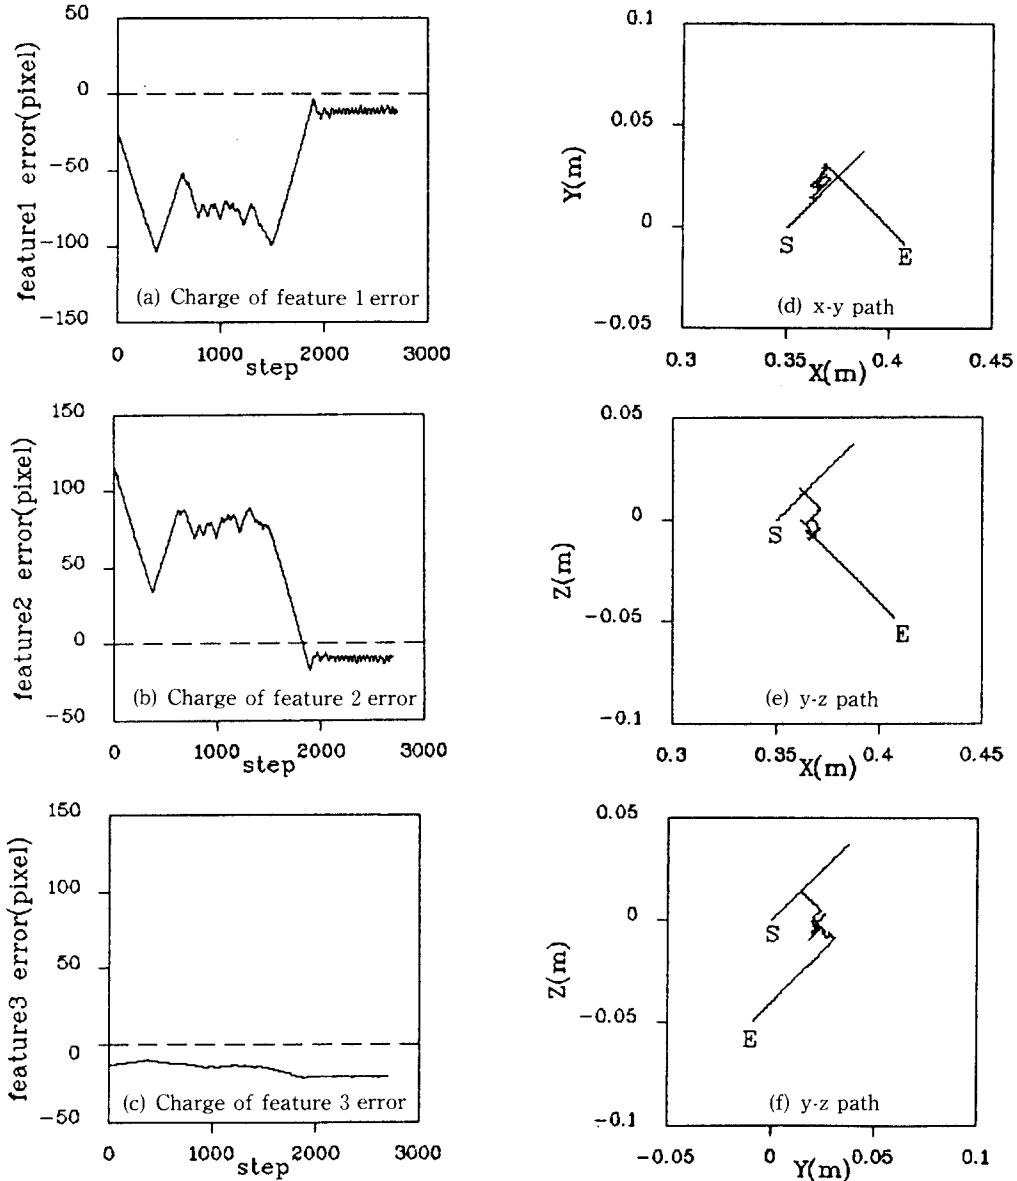 50
0
−50
−100
−150
feature1 error(pixel)
(a) Charge of feature 1 error
0
1000
2000
3000
step
0.1
0.05
0
−0.05
Y(m)
S
E
(d) x-y path
0.3
0.35
0.4
0.45
X(m)
150
100
50
0
−50
feature2 error(pixel)
(b) Charge of feature 2 error
0
1000
2000
3000
step
0.05
0
−0.05
−0.1
Z(m)
S
E
(e) y-z path
0.3
0.35
0.4
0.45
X(m)
150
100
50
0
−50
feature3 error(pixel)
(c) Charge of feature 3 error
0
1000
2000
3000
step
0.05
0
−0.05
−0.1
Z(m)
S
E
(f) y-z path
−0.05
0
0.05
0.1
Y(m)